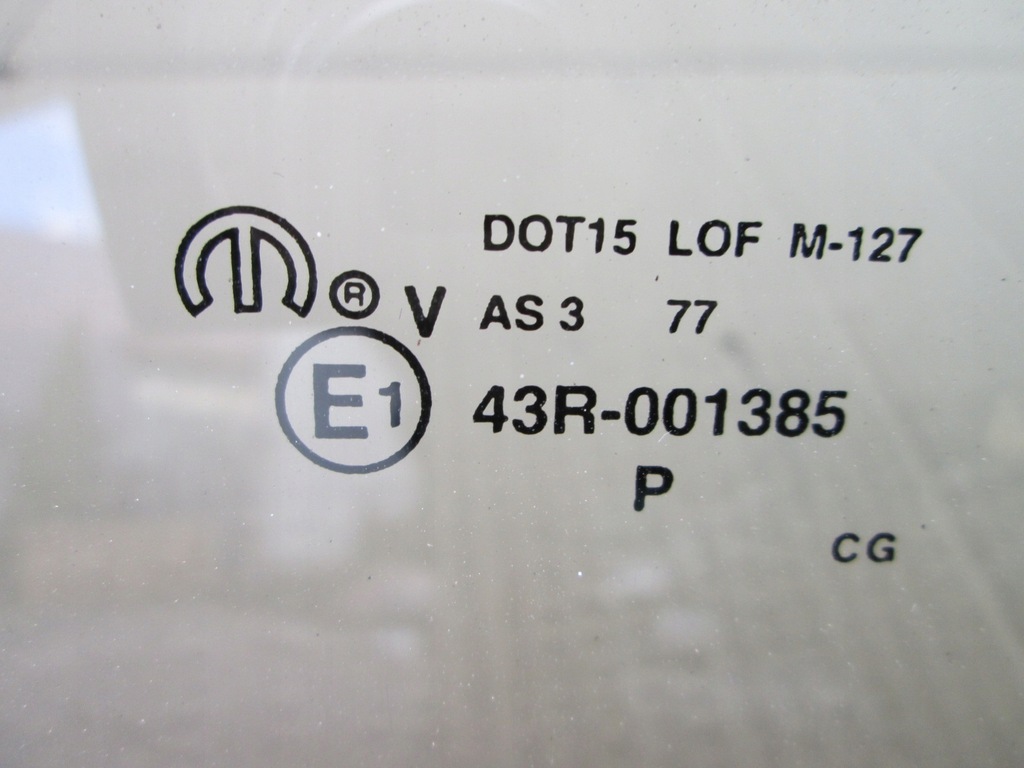 M ® V
DOT15 LOF M-127
AS 3 77
E1 43R-001385
P
CG